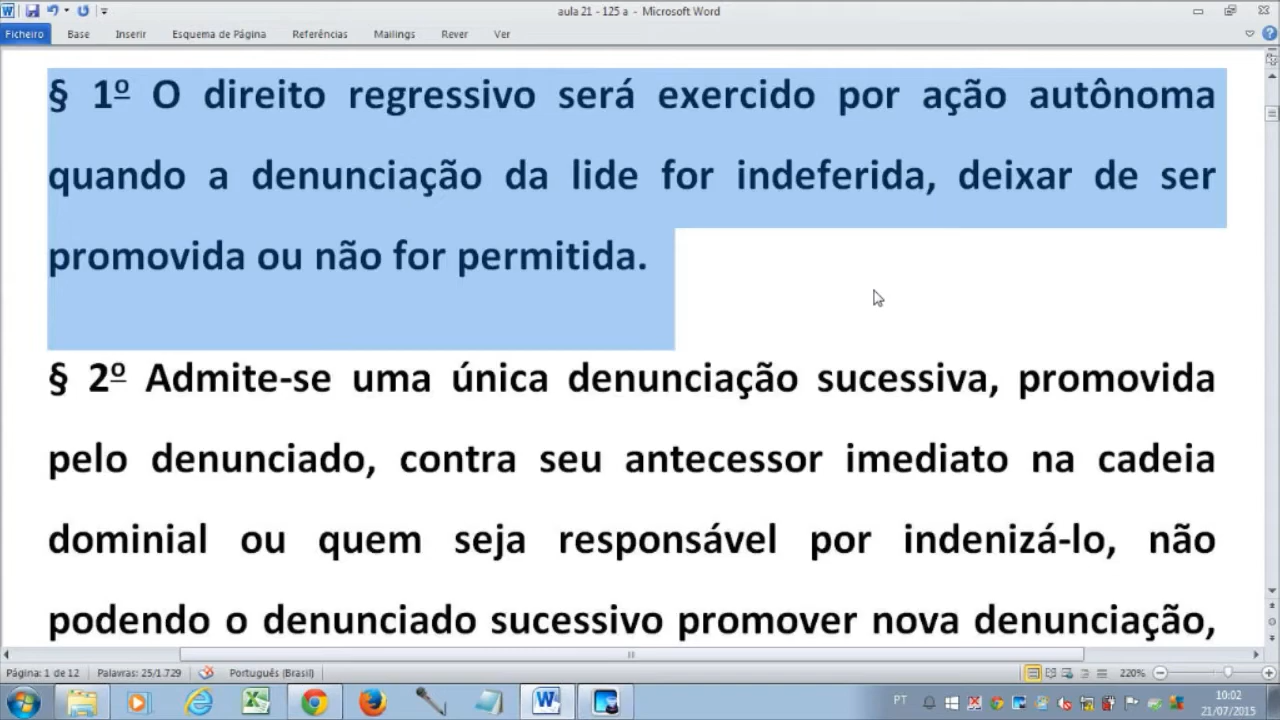 aula 21 - 125 a - Microsoft Word
Ficheiro Base Inserir Esquema de Página Referências Mailings Rever Ver
§ 1º O direito regressivo será exercido por ação autônoma
quando a denunciação da lide for indeferida, deixar de ser
promovida ou não for permitida.
§ 2º Admite-se uma única denunciação sucessiva, promovida
pelo denunciado, contra seu antecessor imediato na cadeia
dominial ou quem seja responsável por indenizá-lo, não
podendo o denunciado sucessivo promover nova denunciação,
Página: 1 de 12 Palavras: 25/1.729 Português (Brasil) 220%
PT 10:02
21/07/2015